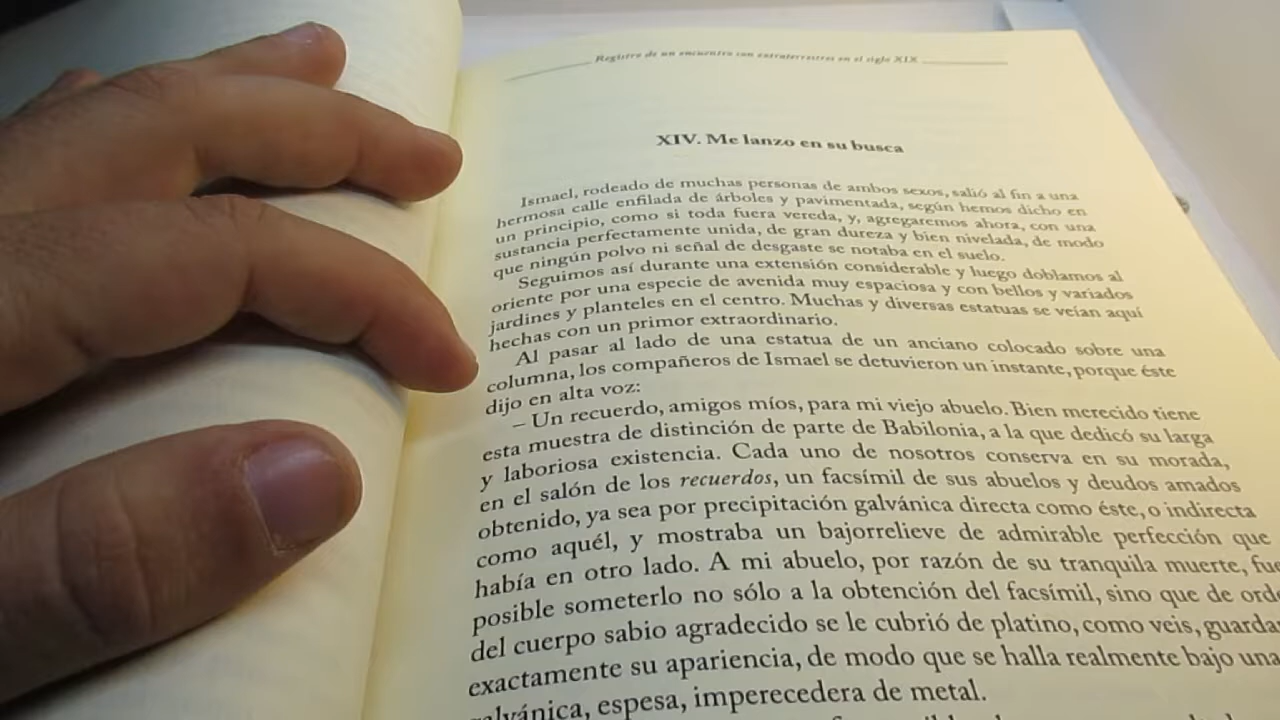 Registro de un encuentro con extraterrestres en el siglo XIX
XIV. Me lanzo en su busca
Ismael, rodeado de muchas personas de ambos sexos, salió al fin a una
hermosa calle enfilada de árboles y pavimentada, según hemos dicho en
un principio, como si toda fuera vereda, y, agregaremos ahora, con una
sustancia perfectamente unida, de gran dureza y bien nivelada, de modo
que ningún polvo ni señal de desgaste se notaba en el suelo.
Seguimos así durante una extensión considerable y luego doblamos al
oriente por una especie de avenida muy espaciosa y con bellos y variados
jardines y planteles en el centro. Muchas y diversas estatuas se veían aquí
hechas con un primor extraordinario.
Al pasar al lado de una estatua de un anciano colocado sobre una
columna, los compañeros de Ismael se detuvieron un instante, porque éste
dijo en alta voz:
– Un recuerdo, amigos míos, para mi viejo abuelo. Bien merecido tiene
esta muestra de distinción de parte de Babilonia, a la que dedicó su larga
y laboriosa existencia. Cada uno de nosotros conserva en su morada,
en el salón de los recuerdos, un facsímil de sus abuelos y deudos amados
obtenido, ya sea por precipitación galvánica directa como éste, o indirecta
como aquél, y mostraba un bajorrelieve de admirable perfección que
había en otro lado. A mi abuelo, por razón de su tranquila muerte, fue
posible someterlo no sólo a la obtención del facsímil, sino que de orde
del cuerpo sabio agradecido se le cubrió de platino, como veis, guarda
exactamente su apariencia, de modo que se halla realmente bajo una
galvánica, espesa, imperecedera de metal.